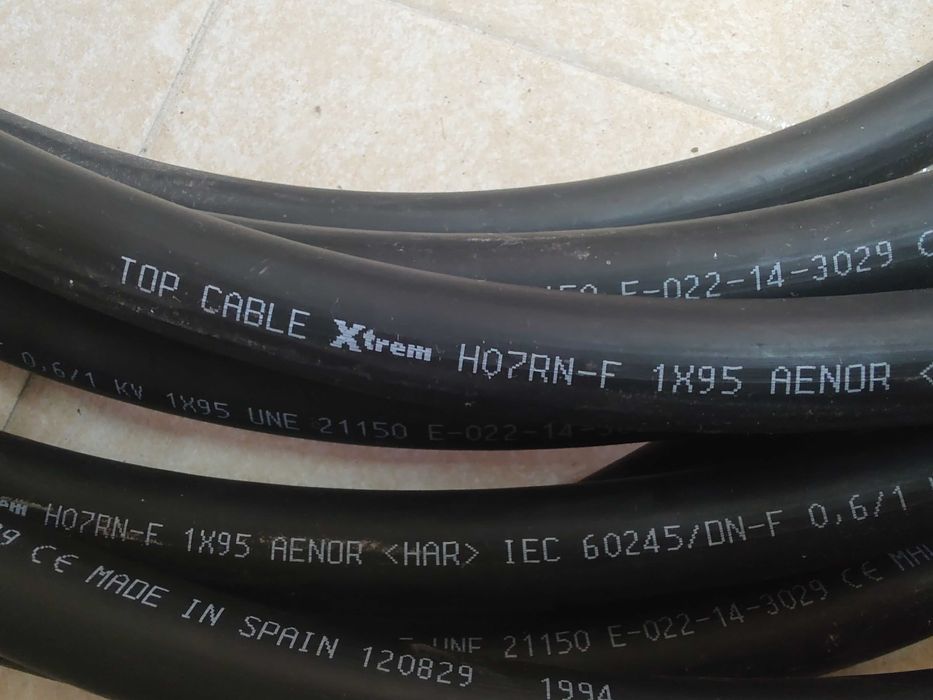 E-022-14-3029
TOP CABLE Xtrem H07RN-F 1X95 AENOR <
0,6/1 KV 1X95 UNE 21150 E-022-14-
H07RN-F 1X95 AENOR <HAR> IEC 60245/DN-F 0,6/1
UNE 21150 E-022-14-3029 CE
CE MADE IN SPAIN 120829 1994